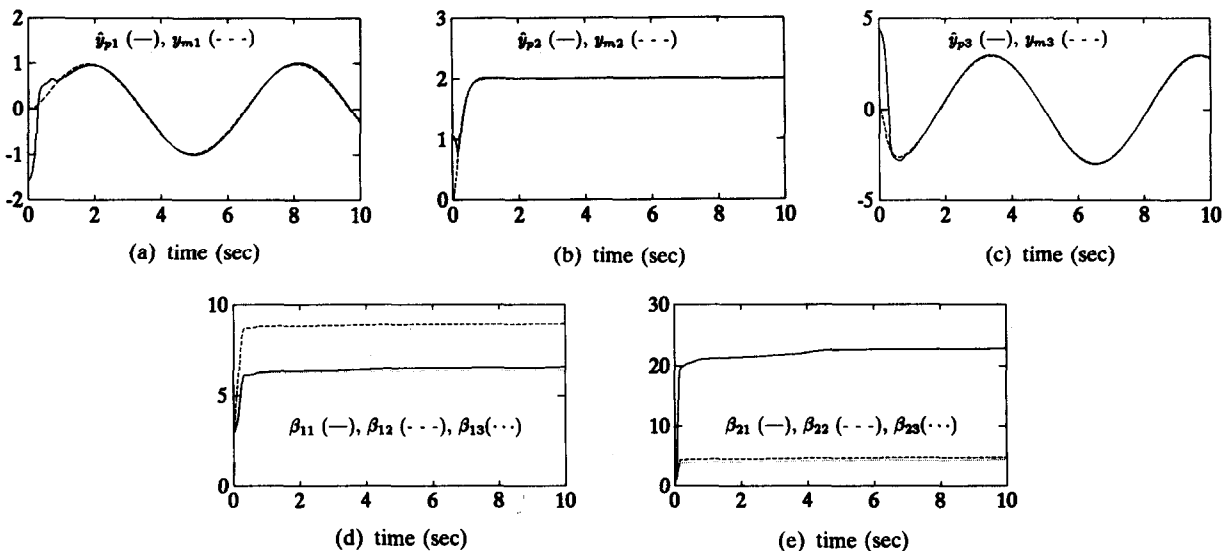 2
1
0
-1
-2
ŷp1 (—), ym1 (- - -)
0 2 4 6 8 10
(a) time (sec)
3
2
1
0
ŷp2 (—), ym2 (- - -)
0 2 4 6 8 10
(b) time (sec)
5
0
-5
ŷp3 (—), ym3 (- - -)
0 2 4 6 8 10
(c) time (sec)
10
5
0
β11 (—), β12 (- - -), β13(···)
0 2 4 6 8 10
(d) time (sec)
30
20
10
0
β21 (—), β22 (- - -), β23(···)
0 2 4 6 8 10
(e) time (sec)